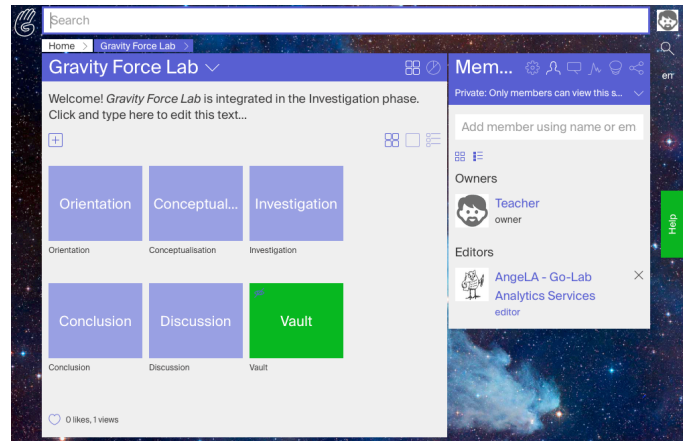 Search
Home
Gravity Force Lab
Gravity Force Lab
Welcome! Gravity Force Lab is integrated in the Investigation phase.
Click and type here to edit this text...
Orientation
Conceptual...
Investigation
Orientation
Conceptualisation
Investigation
Conclusion
Discussion
Vault
Conclusion
Discussion
Vault
0 likes, 1 views
Mem...
Private: Only members can view this s...
Add member using name or em
Owners
Teacher
owner
Editors
AngeLA - Go-Lab
Analytics Services
editor
en
Help